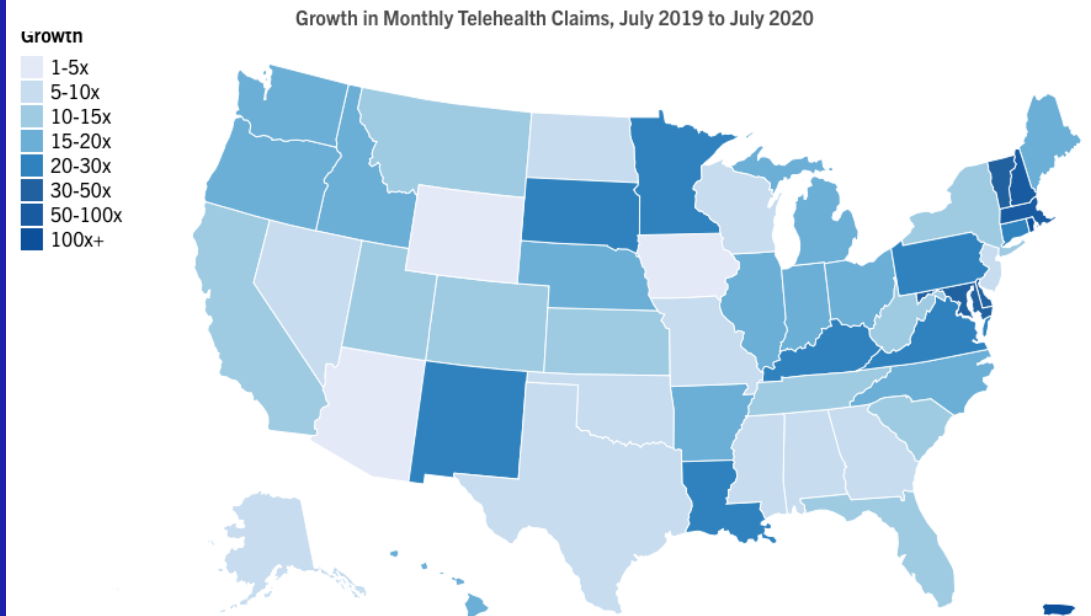 Growth in Monthly Telehealth Claims, July 2019 to July 2020
Growth
1-5x
5-10x
10-15x
15-20x
20-30x
30-50x
50-100x
100x+